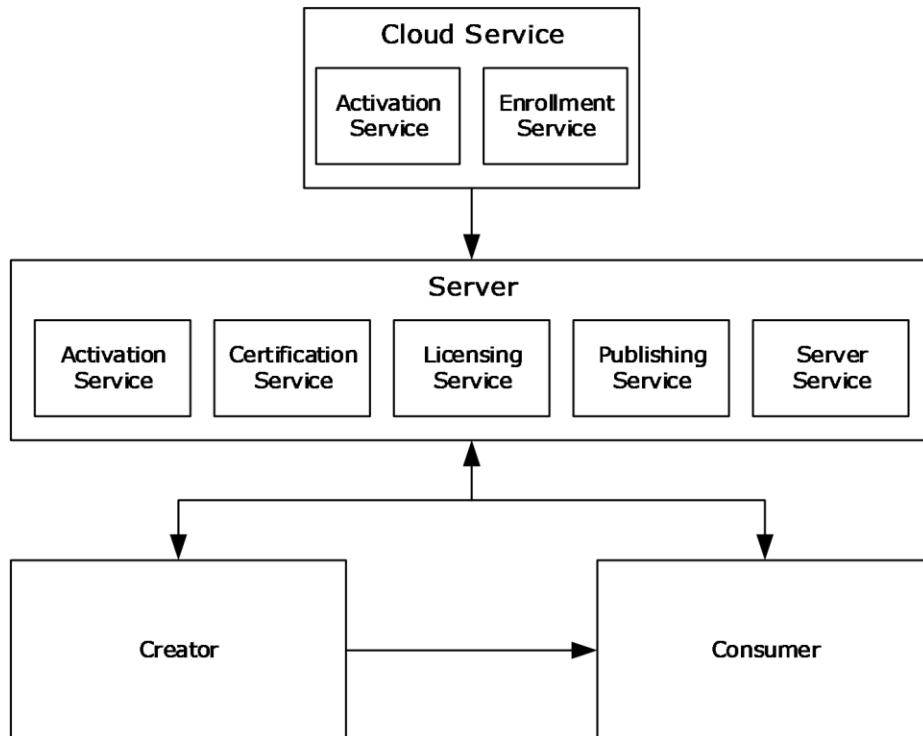 Cloud Service
Activation
Service
Enrollment
Service
Server
Activation
Service
Certification
Service
Licensing
Service
Publishing
Service
Server
Service
Creator
Consumer